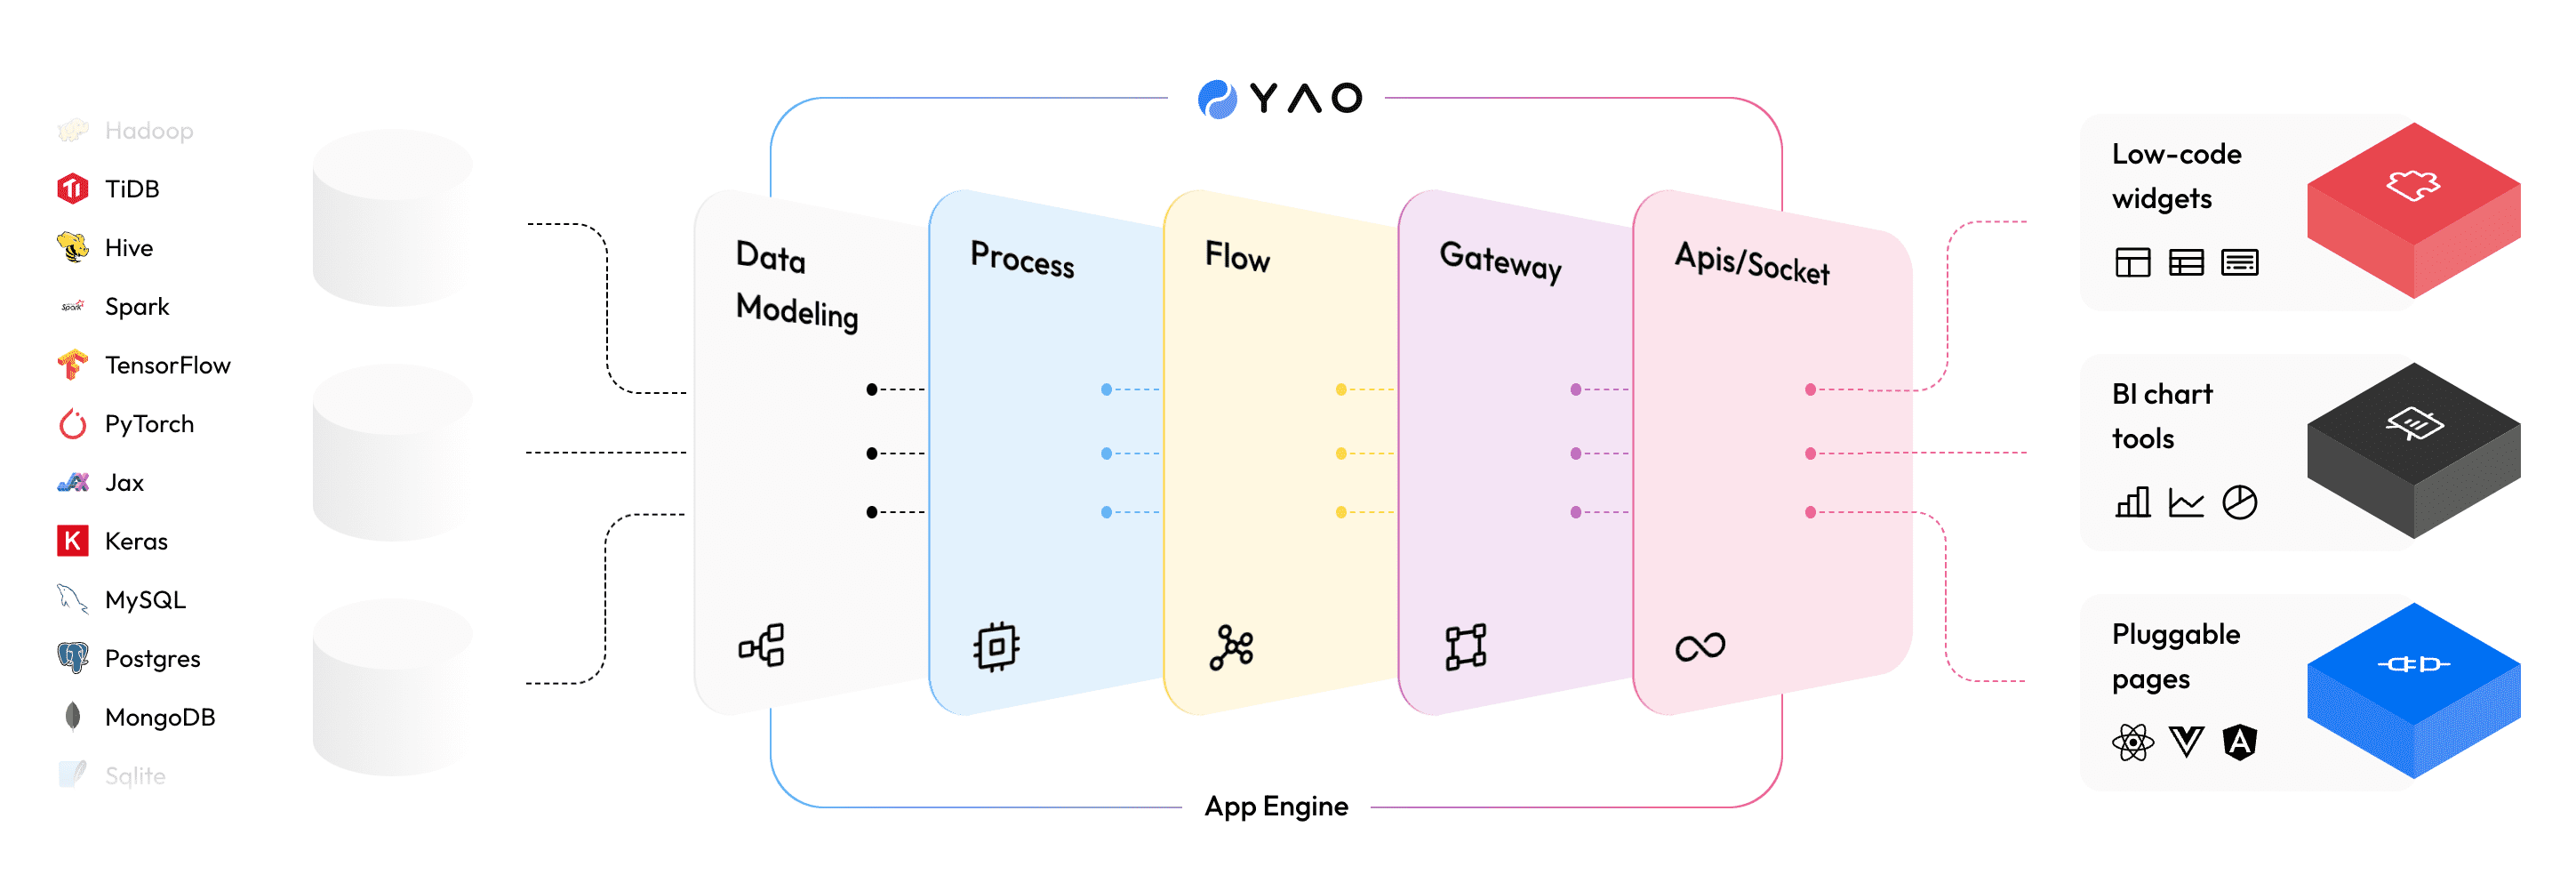 Hadoop
TiDB
Hive
Spark
TensorFlow
PyTorch
Jax
Keras
MySQL
Postgres
MongoDB
Sqlite
YAO
Data
Modeling
Process
Flow
Gateway
Apis/Socket
App Engine
Low-code
widgets
BI chart
tools
Pluggable
pages